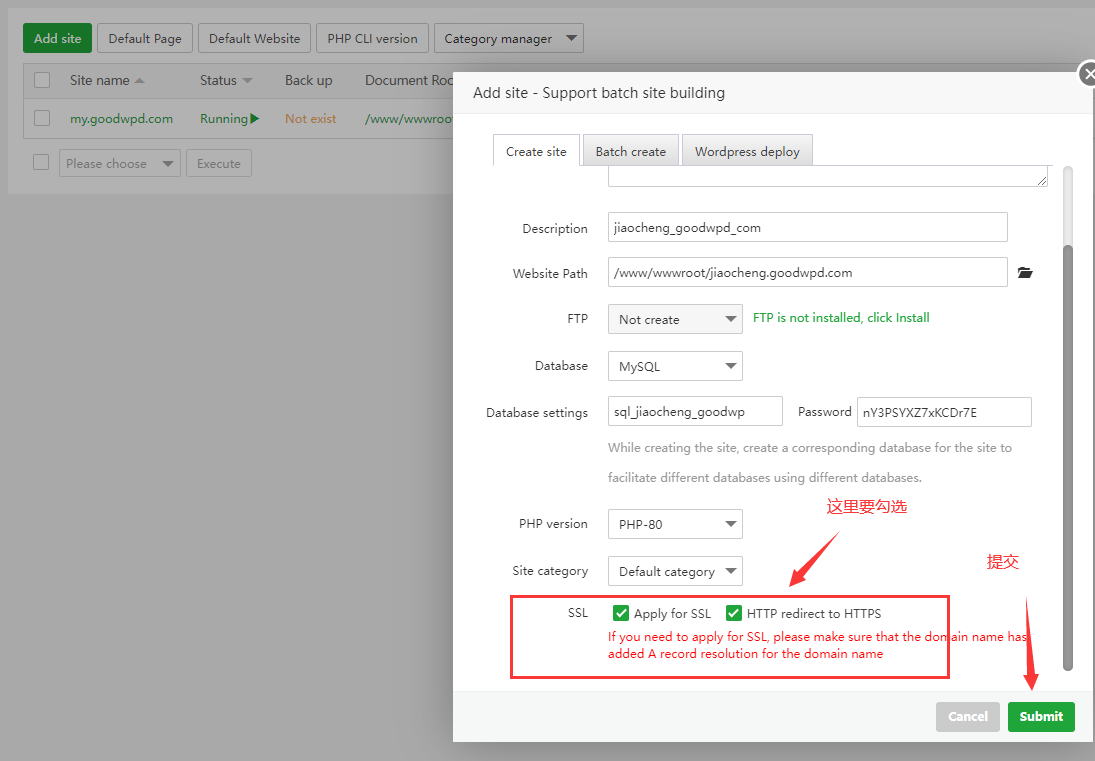 Add site
Default Page
Default Website
PHP CLI version
Category manager
Site name
Status
Back up
Document Roo
my.goodwpd.com
Running
Not exist
/www/wwwroo
Please choose
Execute
Add site - Support batch site building
Create site
Batch create
Wordpress deploy
Description
jiaocheng_goodwpd_com
Website Path
/www/wwwroot/jiaocheng.goodwpd.com
FTP
Not create
FTP is not installed, click Install
Database
MySQL
Database settings
sql_jiaocheng_goodwp
Password
nY3PSYXZ7xKCDr7E
While creating the site, create a corresponding database for the site to
facilitate different databases using different databases.
这里要勾选
PHP version
PHP-80
提交
Site category
Default category
SSL
Apply for SSL
HTTP redirect to HTTPS
If you need to apply for SSL, please make sure that the domain name has
added A record resolution for the domain name
Cancel
Submit